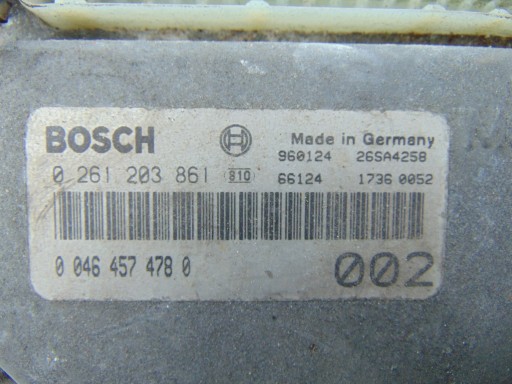 BOSCH Made in Germany
960124 26SA4258
0 261 203 861 810 66124 1736 0052
0 046 457 478 0 002